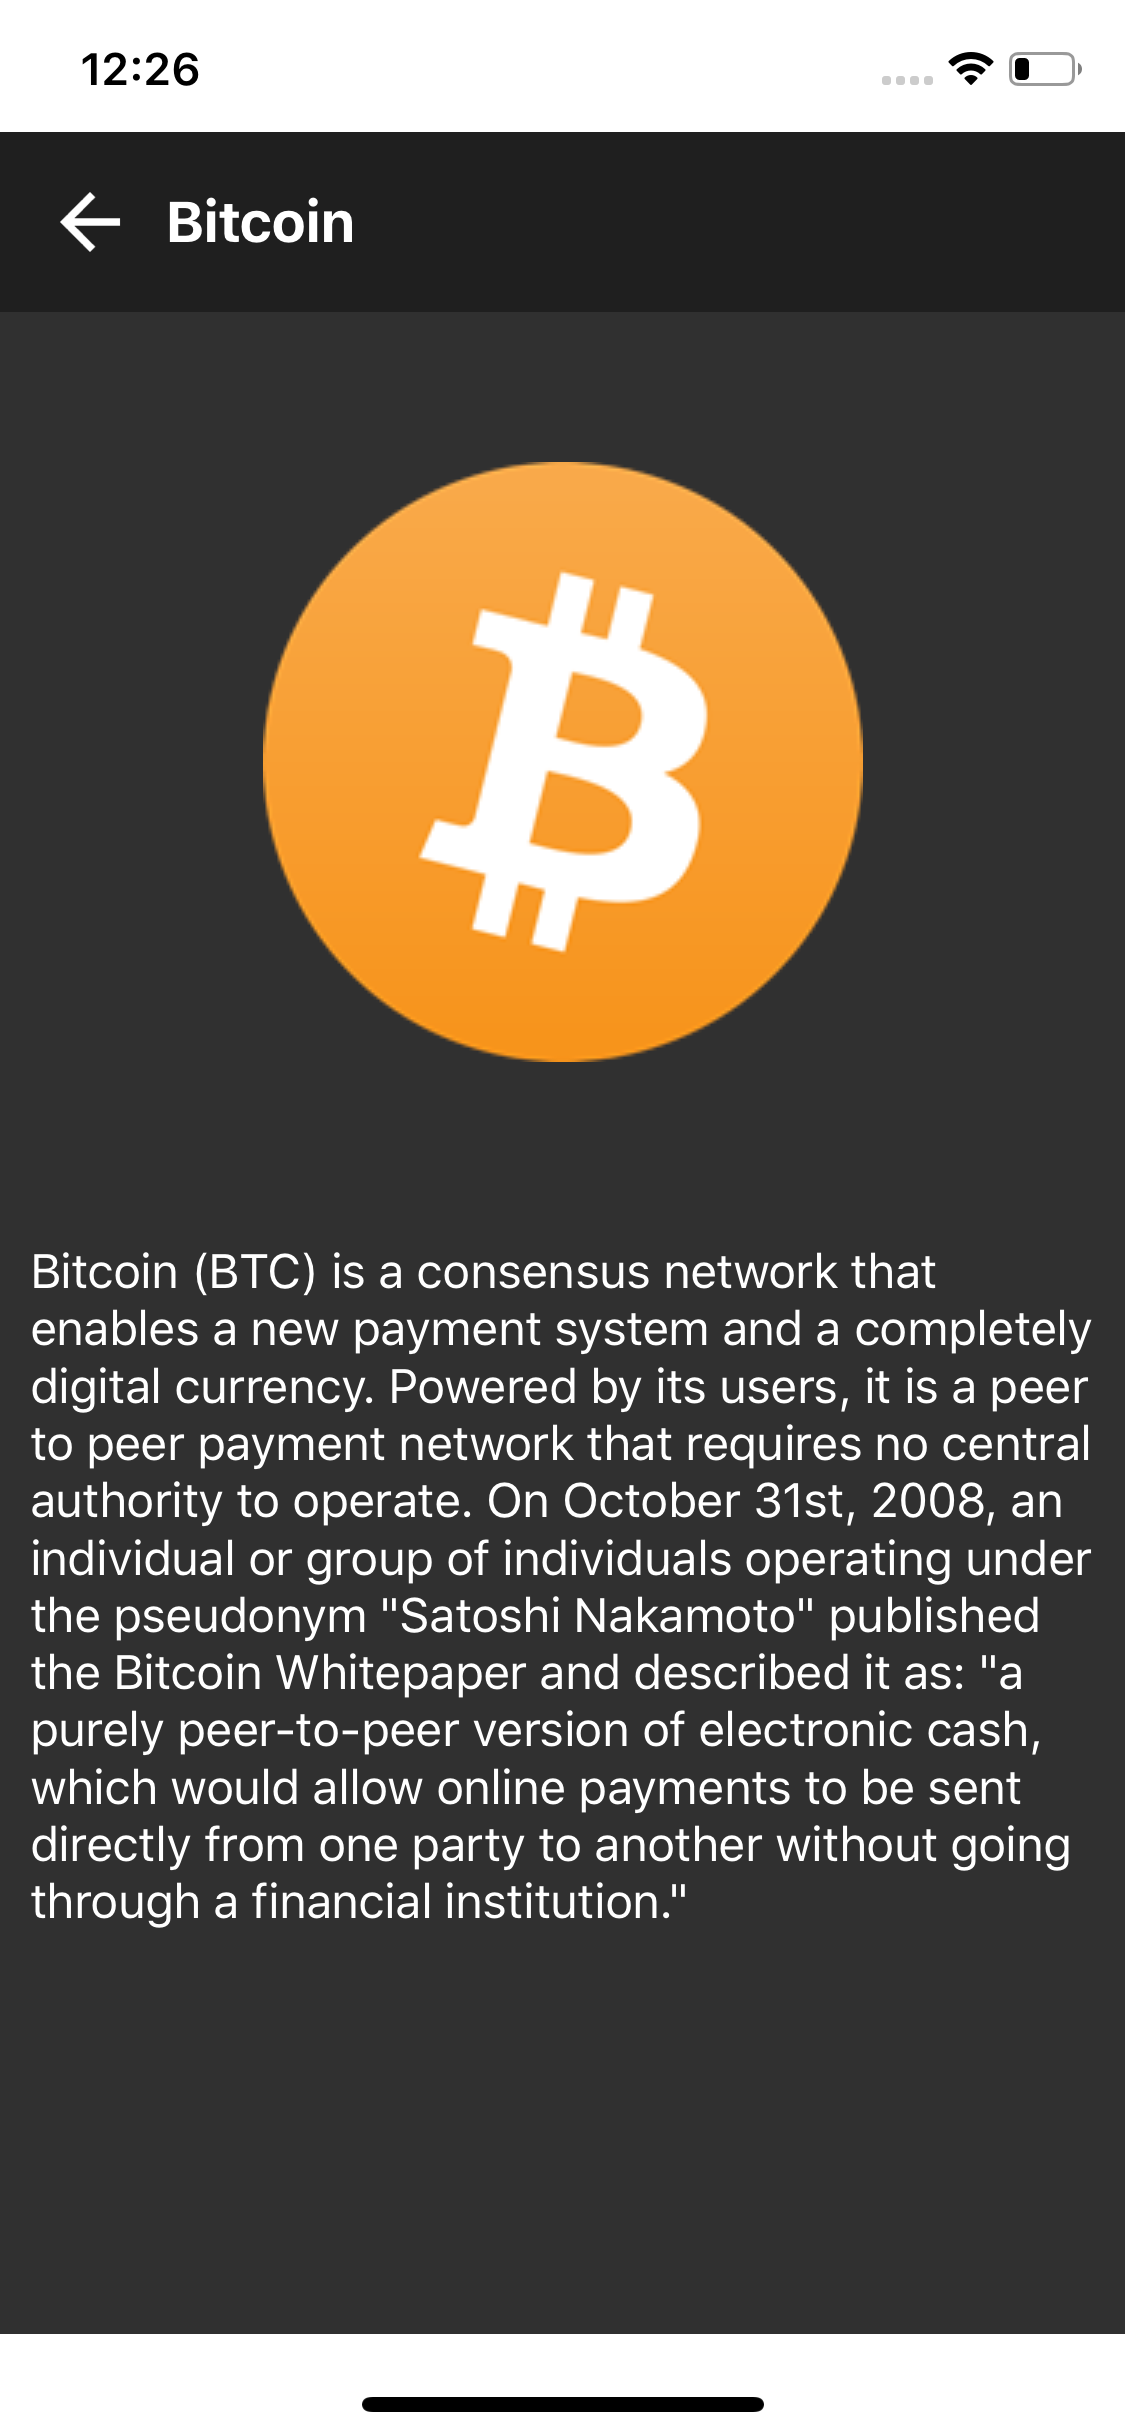 12:26
Bitcoin
Bitcoin (BTC) is a consensus network that
enables a new payment system and a completely
digital currency. Powered by its users, it is a peer
to peer payment network that requires no central
authority to operate. On October 31st, 2008, an
individual or group of individuals operating under
the pseudonym "Satoshi Nakamoto" published
the Bitcoin Whitepaper and described it as: "a
purely peer-to-peer version of electronic cash,
which would allow online payments to be sent
directly from one party to another without going
through a financial institution."